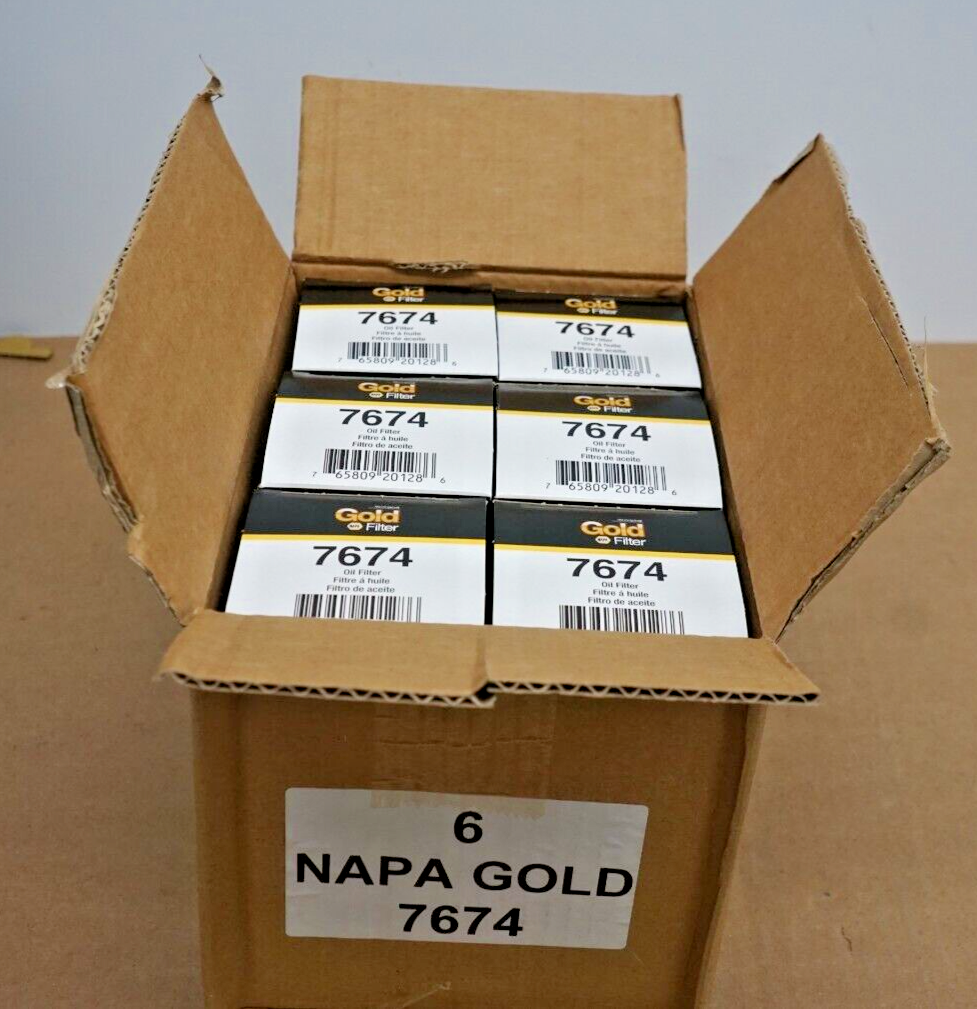 Gold
Filter
7674
Oil Filter
Filtre à huile
Filtro de aceite
7 65809 20128 6
Gold
Filter
7674
Oil Filter
Filtre à huile
Filtro de aceite
7 65809 20128 6
Gold
Filter
7674
Oil Filter
Filtre à huile
Filtro de aceite
7 65809 20128 6
Gold
Filter
7674
Oil Filter
Filtre à huile
Filtro de aceite
7 65809 20128 6
Gold
Filter
7674
Oil Filter
Filtre à huile
Filtro de aceite
Gold
Filter
7674
Oil Filter
Filtre à huile
Filtro de aceite
6
NAPA GOLD
7674